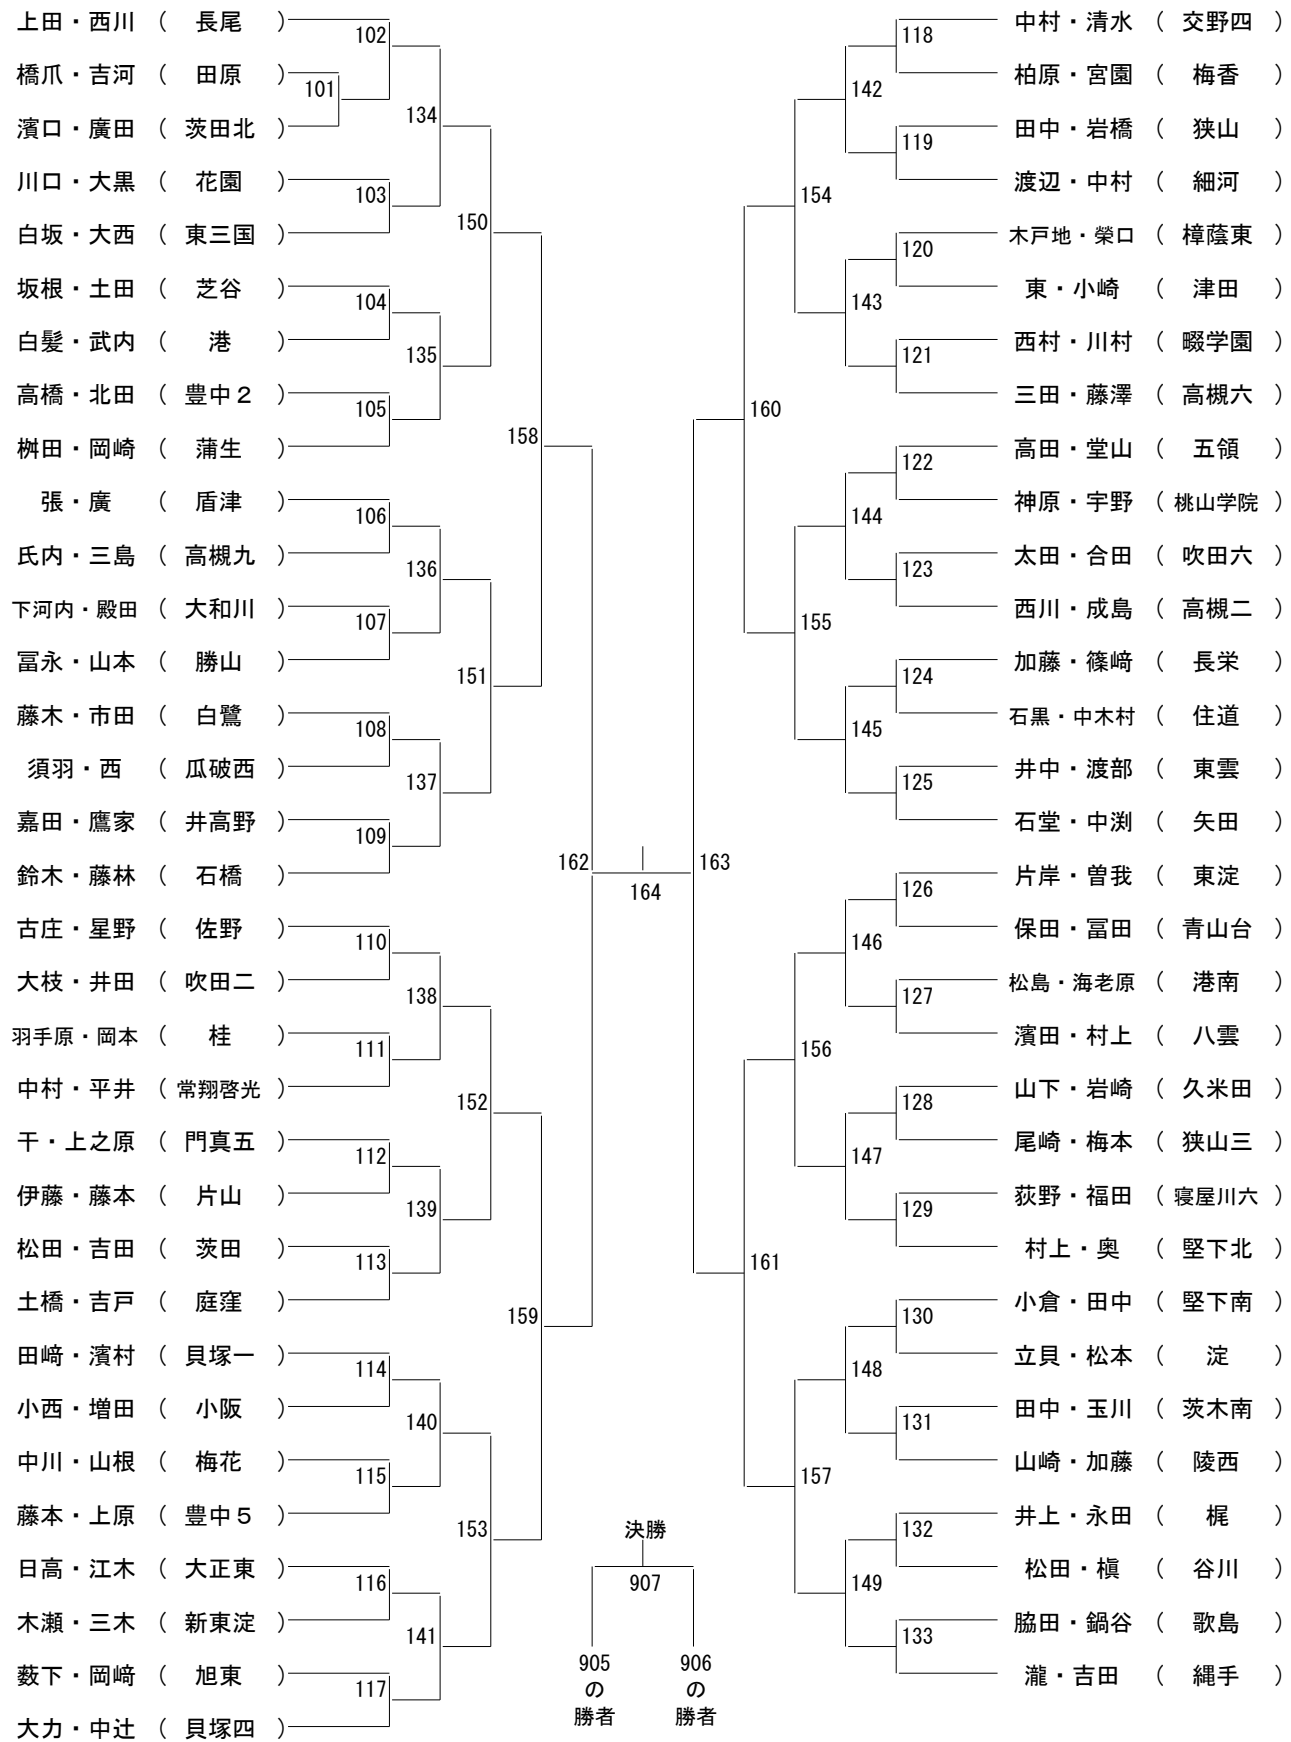 上田・西川 （ 長尾 ）
橋爪・吉河 （ 田原 ）
濱口・廣田 （ 茨田北 ）
川口・大黒 （ 花園 ）
白坂・大西 （ 東三国 ）
坂根・土田 （ 芝谷 ）
白髪・武内 （ 港 ）
高橋・北田 （ 豊中２ ）
桝田・岡崎 （ 蒲生 ）
張・廣 （ 盾津 ）
氏内・三島 （ 高槻九 ）
下河内・殿田 （ 大和川 ）
冨永・山本 （ 勝山 ）
藤木・市田 （ 白鷺 ）
須羽・西 （ 瓜破西 ）
嘉田・鷹家 （ 井高野 ）
鈴木・藤林 （ 石橋 ）
古庄・星野 （ 佐野 ）
大枝・井田 （ 吹田二 ）
羽手原・岡本 （ 桂 ）
中村・平井 （ 常翔啓光 ）
干・上之原 （ 門真五 ）
伊藤・藤本 （ 片山 ）
松田・吉田 （ 茨田 ）
土橋・吉戸 （ 庭窪 ）
田﨑・濱村 （ 貝塚一 ）
小西・増田 （ 小阪 ）
中川・山根 （ 梅花 ）
藤本・上原 （ 豊中５ ）
日高・江木 （ 大正東 ）
木瀬・三木 （ 新東淀 ）
薮下・岡﨑 （ 旭東 ）
大力・中辻 （ 貝塚四 ）
101
102
103
104
105
106
107
108
109
110
111
112
113
114
115
116
117
134
135
136
137
138
139
140
141
150
151
152
153
158
159
162
164
163
160
161
154
155
156
157
142
143
144
145
146
147
148
149
118
119
120
121
122
123
124
125
126
127
128
129
130
131
132
133
中村・清水 （ 交野四 ）
柏原・宮園 （ 梅香 ）
田中・岩橋 （ 狭山 ）
渡辺・中村 （ 細河 ）
木戸地・榮口 （ 樟蔭東 ）
東・小崎 （ 津田 ）
西村・川村 （ 畷学園 ）
三田・藤澤 （ 高槻六 ）
高田・堂山 （ 五領 ）
神原・宇野 （ 桃山学院 ）
太田・合田 （ 吹田六 ）
西川・成島 （ 高槻二 ）
加藤・篠﨑 （ 長栄 ）
石黒・中木村 （ 住道 ）
井中・渡部 （ 東雲 ）
石堂・中渕 （ 矢田 ）
片岸・曽我 （ 東淀 ）
保田・冨田 （ 青山台 ）
松島・海老原 （ 港南 ）
濱田・村上 （ 八雲 ）
山下・岩崎 （ 久米田 ）
尾崎・梅本 （ 狭山三 ）
荻野・福田 （ 寝屋川六 ）
村上・奥 （ 堅下北 ）
小倉・田中 （ 堅下南 ）
立貝・松本 （ 淀 ）
田中・玉川 （ 茨木南 ）
山崎・加藤 （ 陵西 ）
井上・永田 （ 梶 ）
松田・槇 （ 谷川 ）
脇田・鍋谷 （ 歌島 ）
瀧・吉田 （ 縄手 ）
決勝
907
905
の
勝者
906
の
勝者